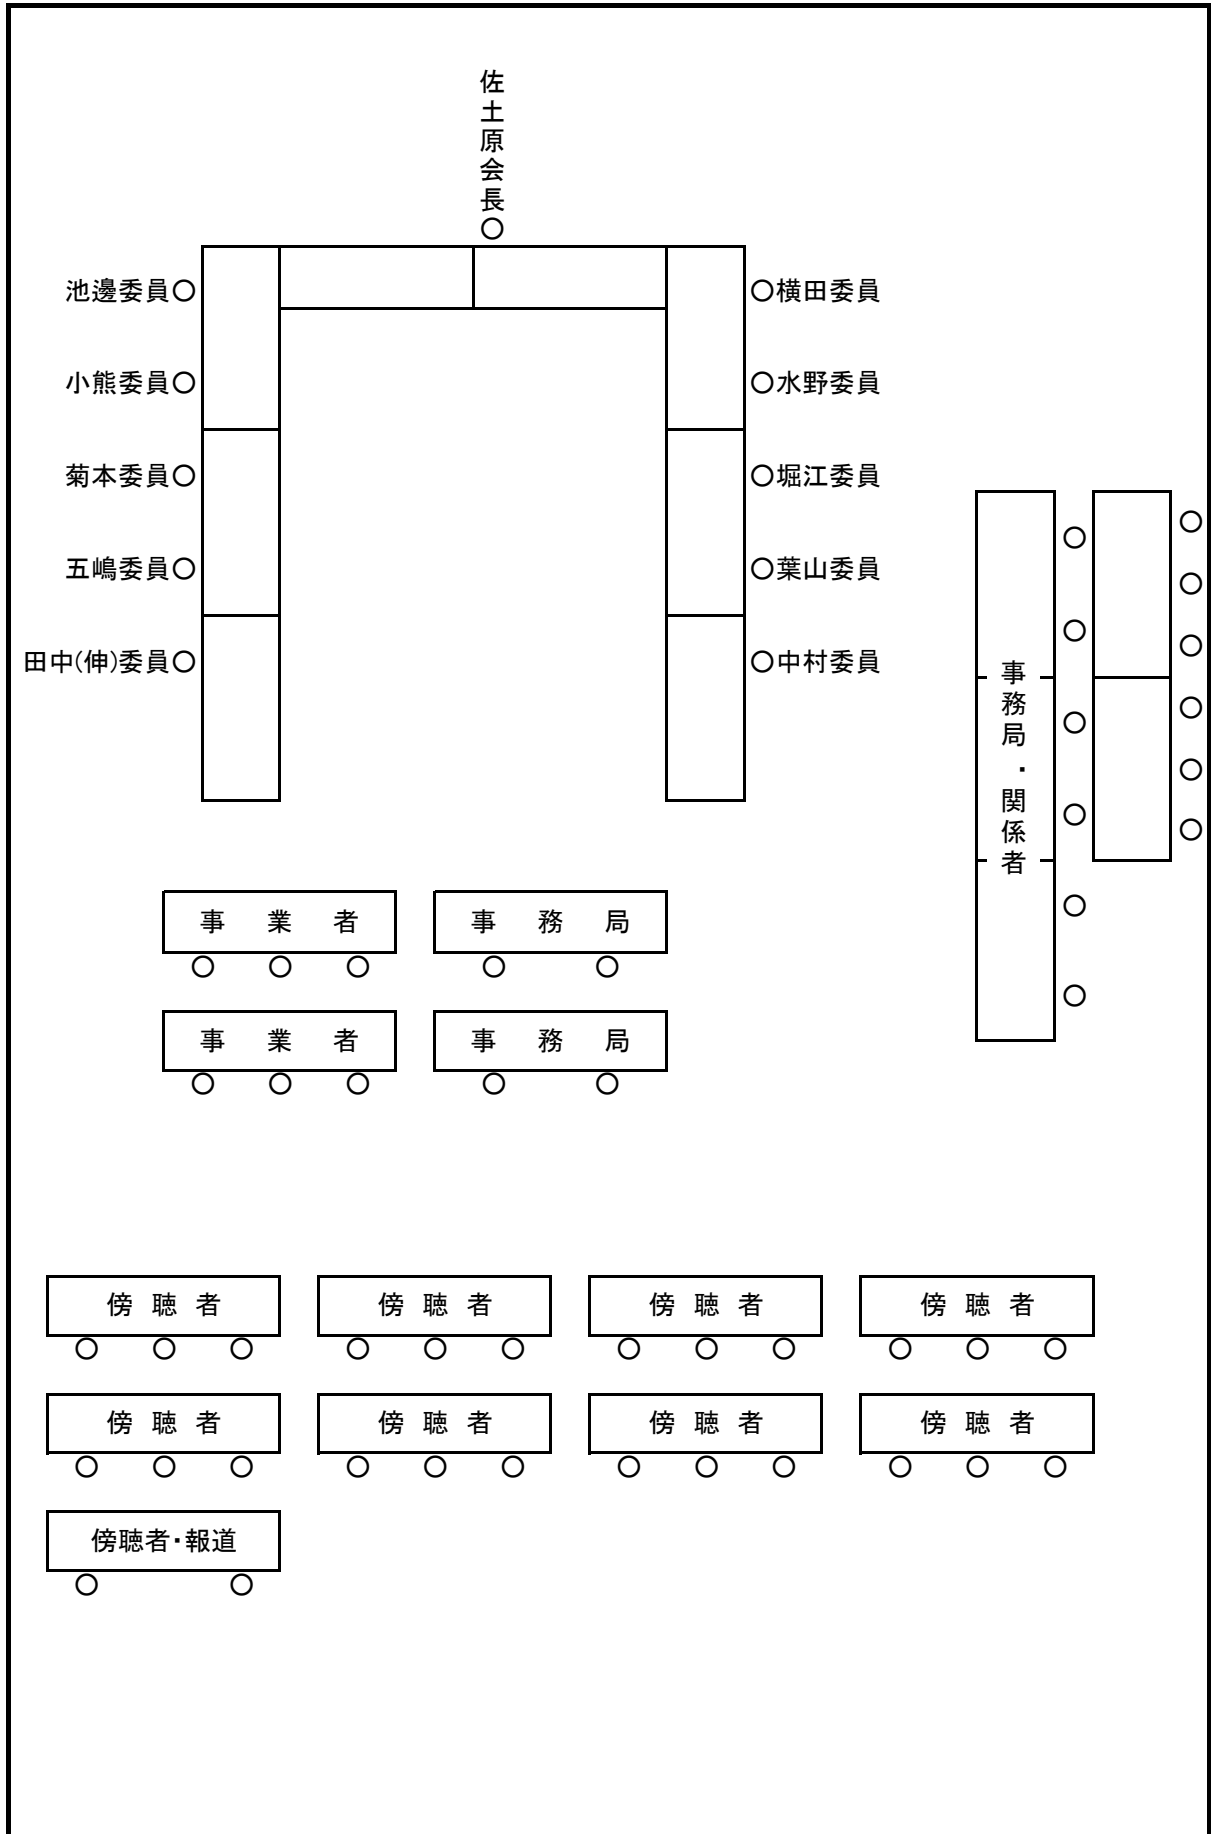 佐土原会長○
池邊委員○
○横田委員
小熊委員○
○水野委員
菊本委員○
○堀江委員
五嶋委員○
○葉山委員
田中(伸)委員○
○中村委員
事務局・関係者
事業者
事務局
事業者
事務局
傍聴者
傍聴者
傍聴者
傍聴者
傍聴者
傍聴者
傍聴者
傍聴者
傍聴者・報道